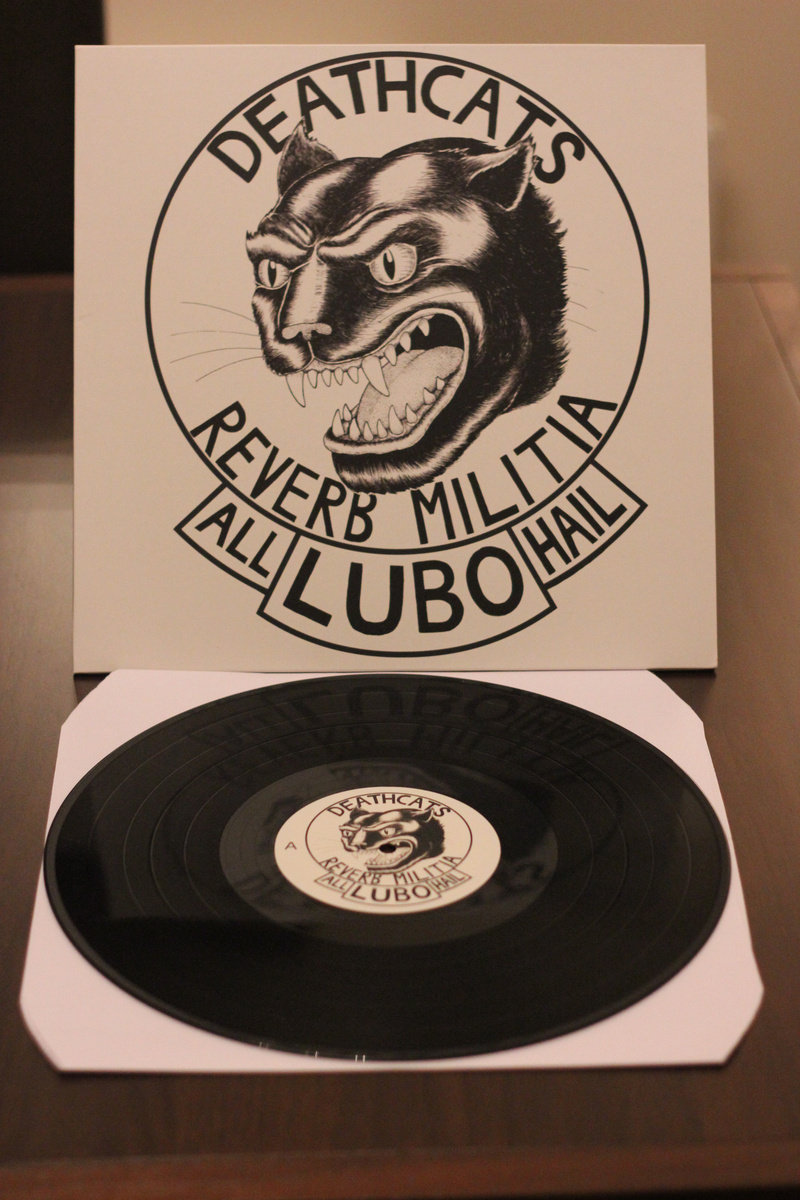 DEATHCATS
REVERB MILITIA
ALL LUBO HAIL
DEATHCATS
A
REVERB MILITIA
ALL LUBO HAIL